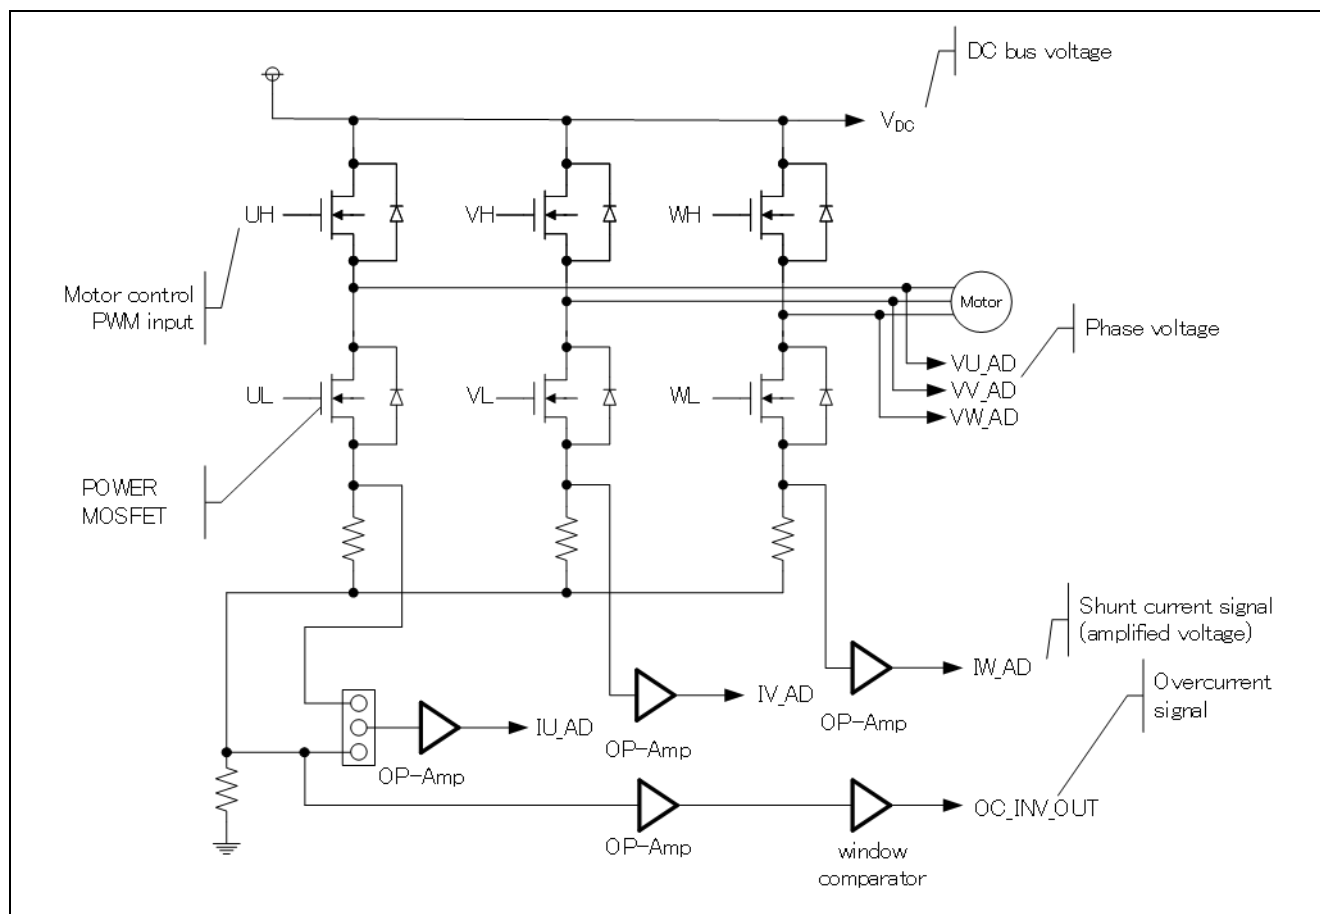 DC bus voltage
VDC
UH
VH
WH
Motor control
PWM input
Motor
Phase voltage
VU_AD
VV_AD
VW_AD
UL
VL
WL
POWER
MOSFET
Shunt current signal
(amplified voltage)
IW_AD
OP-Amp
Overcurrent
signal
IV_AD
OP-Amp
IU_AD
OP-Amp
OC_INV_OUT
OP-Amp
window
comparator